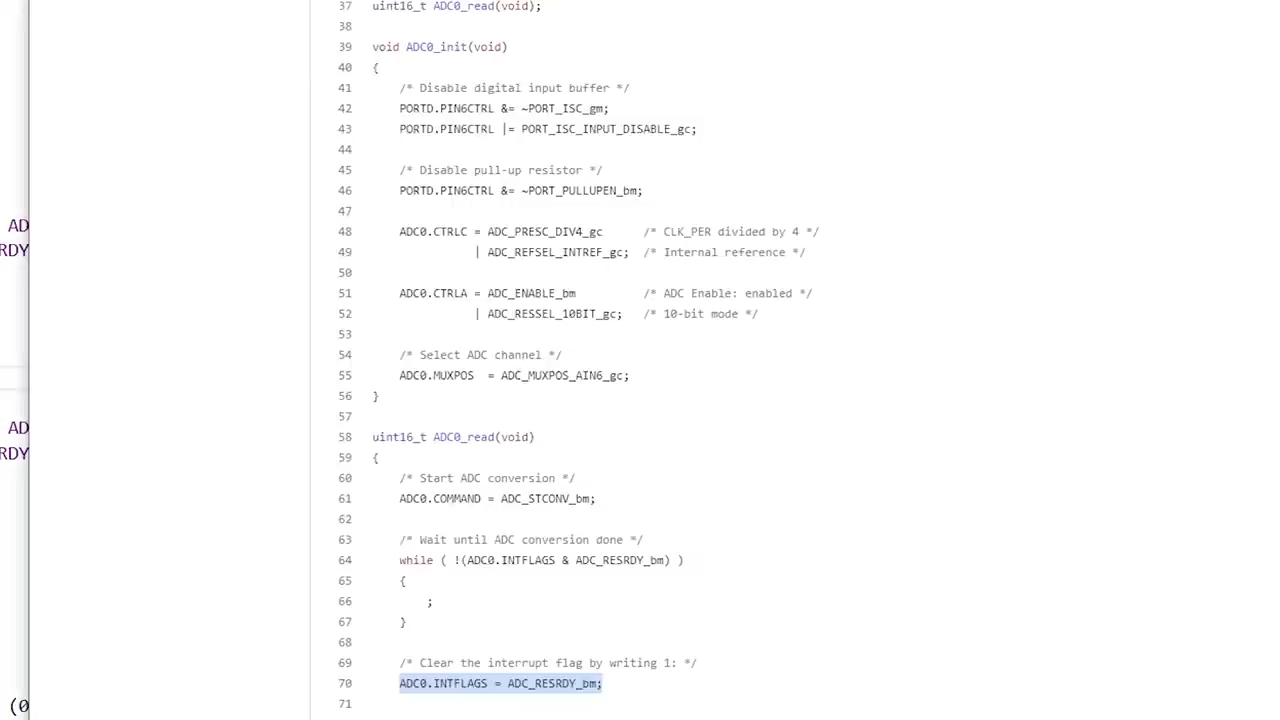 37 uint16_t ADC0_read(void);
38
39 void ADC0_init(void)
40 {
41 /* Disable digital input buffer */
42 PORTD.PIN6CTRL &= ~PORT_ISC_gm;
43 PORTD.PIN6CTRL |= PORT_ISC_INPUT_DISABLE_gc;
44
45 /* Disable pull-up resistor */
46 PORTD.PIN6CTRL &= ~PORT_PULLUPEN_bm;
47
48 ADC0.CTRLC = ADC_PRESC_DIV4_gc /* CLK_PER divided by 4 */
49 | ADC_REFSEL_INTREF_gc; /* Internal reference */
50
51 ADC0.CTRLA = ADC_ENABLE_bm /* ADC Enable: enabled */
52 | ADC_RESSEL_10BIT_gc; /* 10-bit mode */
53
54 /* Select ADC channel */
55 ADC0.MUXPOS = ADC_MUXPOS_AIN6_gc;
56 }
57
58 uint16_t ADC0_read(void)
59 {
60 /* Start ADC conversion */
61 ADC0.COMMAND = ADC_STCONV_bm;
62
63 /* Wait until ADC conversion done */
64 while ( !(ADC0.INTFLAGS & ADC_RESRDY_bm) )
65 {
66 ;
67 }
68
69 /* Clear the interrupt flag by writing 1: */
70 ADC0.INTFLAGS = ADC_RESRDY_bm;
71
AD
RDY
AD
RDY
(0